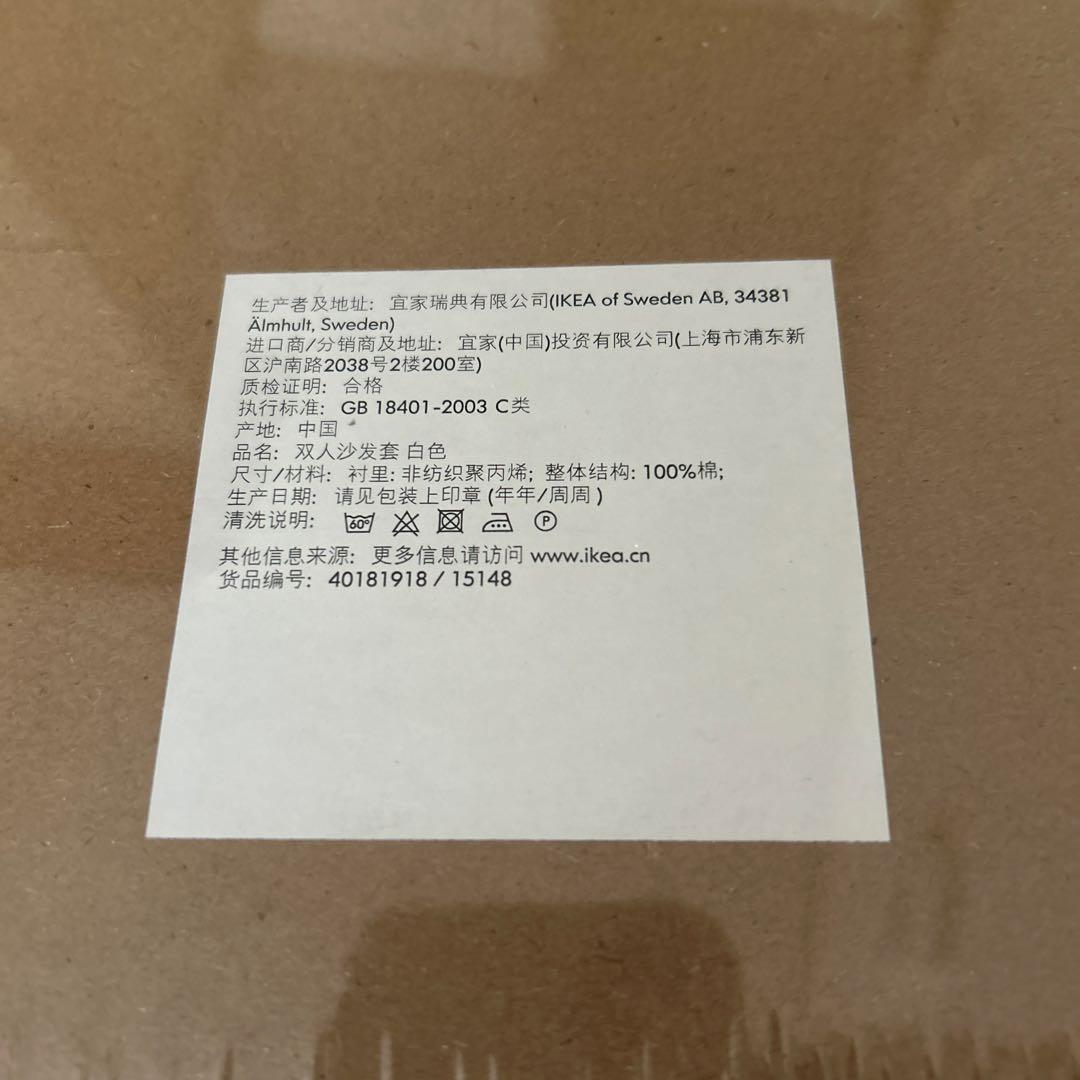 生产者及地址: 宜家瑞典有限公司(IKEA of Sweden AB, 34381
Älmhult, Sweden)
进口商/分销商及地址: 宜家(中国)投资有限公司(上海市浦东新
区沪南路2038号2楼200室)
质检证明: 合格
执行标准: GB 18401-2003 C类
产地: 中国
品名: 双人沙发套 白色
尺寸/材料: 衬里: 非纺织聚丙烯; 整体结构: 100%棉;
生产日期: 请见包装上印章 (年年/周周 )
清洗说明: 60° P
其他信息来源: 更多信息请访问 www.ikea.cn
货品编号: 40181918 / 15148